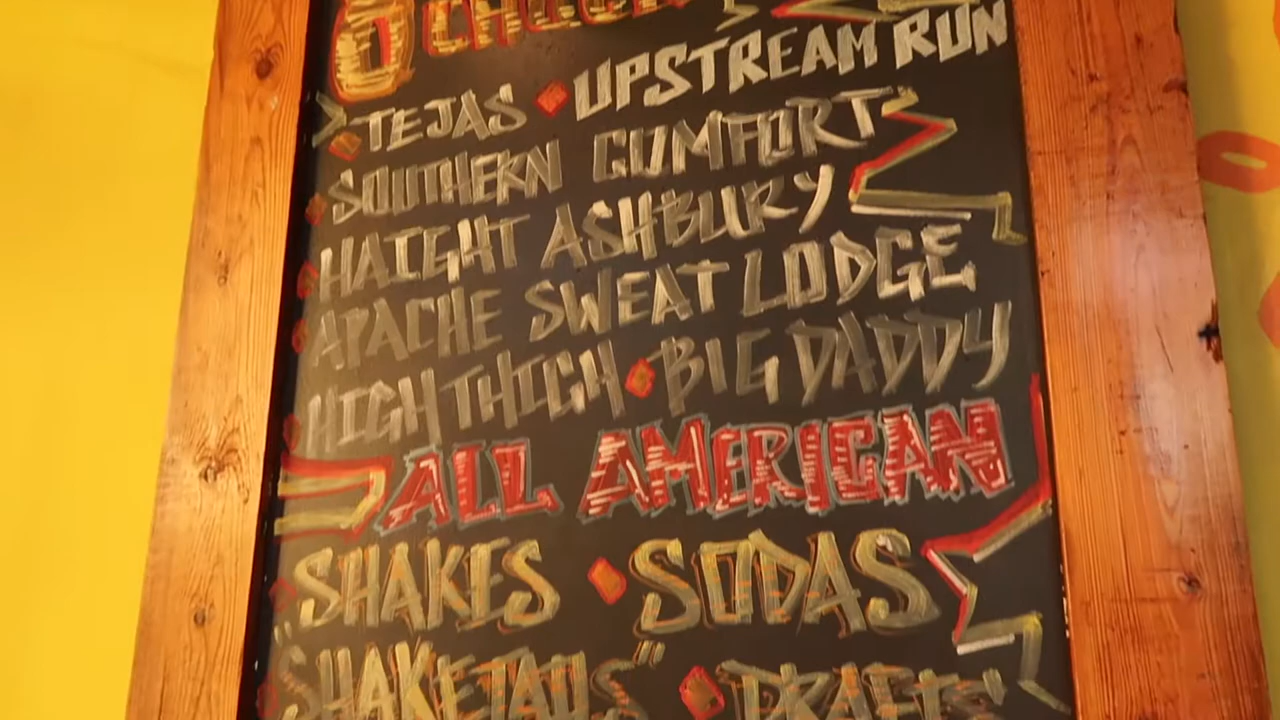 TEJAS UPSTREAM RUN
SOUTHERN COMFORT
HAIGHT ASHBURY
APACHE SWEAT LODGE
HIGH THIGH BIG DADDY
ALL AMERICAN
SHAKES SODAS
"SHAKETAILS" DRAFTS